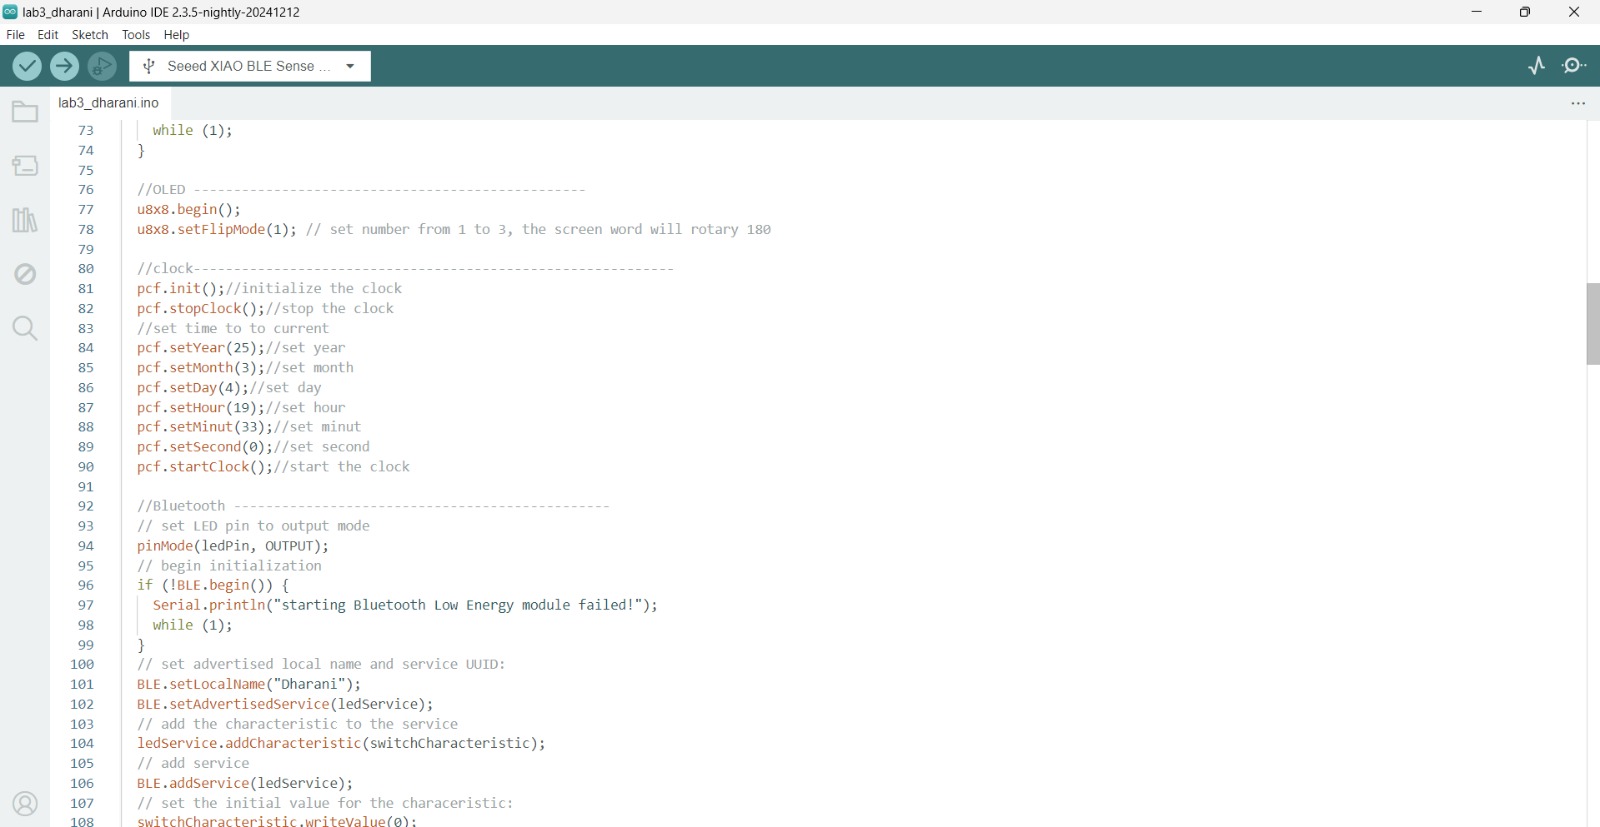 lab3_dharani | Arduino IDE 2.3.5-nightly-20241212
File Edit Sketch Tools Help
Seeed XIAO BLE Sense ...
lab3_dharani.ino
73 while (1);
74 }
75
76 //OLED -------------------------------------------------
77 u8x8.begin();
78 u8x8.setFlipMode(1); // set number from 1 to 3, the screen word will rotary 180
79
80 //clock------------------------------------------------------------
81 pcf.init();//initialize the clock
82 pcf.stopClock();//stop the clock
83 //set time to to current
84 pcf.setYear(25);//set year
85 pcf.setMonth(3);//set month
86 pcf.setDay(4);//set day
87 pcf.setHour(19);//set hour
88 pcf.setMinut(33);//set minut
89 pcf.setSecond(0);//set second
90 pcf.startClock();//start the clock
91
92 //Bluetooth -----------------------------------------------
93 // set LED pin to output mode
94 pinMode(ledPin, OUTPUT);
95 // begin initialization
96 if (!BLE.begin()) {
97 Serial.println("starting Bluetooth Low Energy module failed!");
98 while (1);
99 }
100 // set advertised local name and service UUID:
101 BLE.setLocalName("Dharani");
102 BLE.setAdvertisedService(ledService);
103 // add the characteristic to the service
104 ledService.addCharacteristic(switchCharacteristic);
105 // add service
106 BLE.addService(ledService);
107 // set the initial value for the characeristic:
108 switchCharacteristic.writeValue(0);